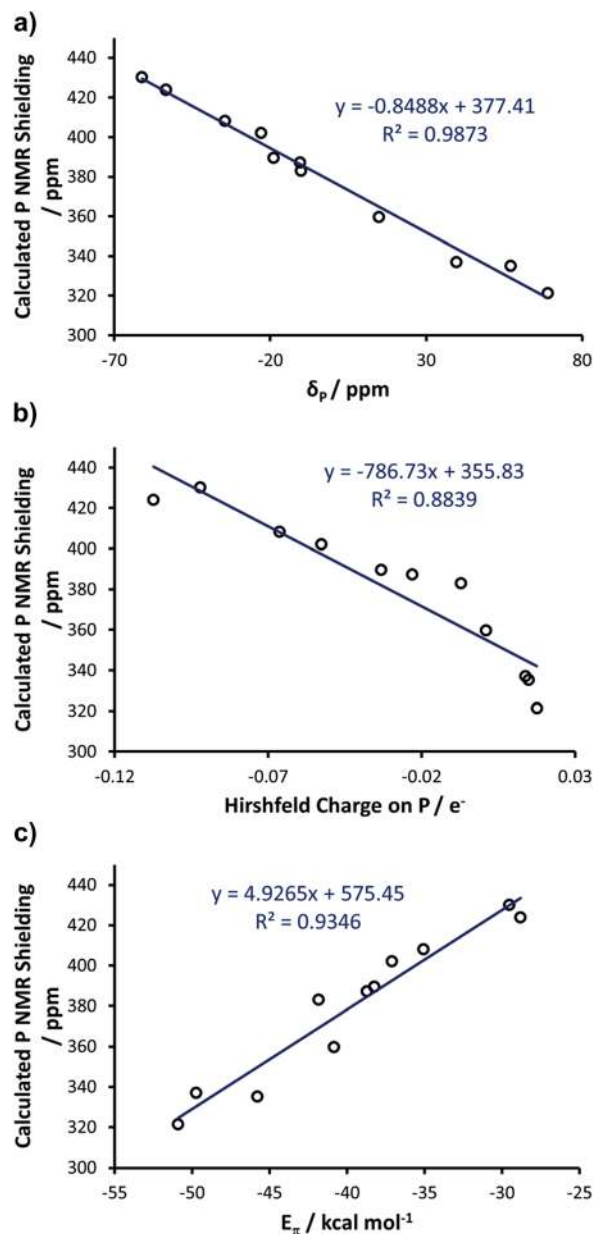 a)
440
420
400
380
360
340
320
300
Calculated P NMR Shielding
/ ppm
y = -0.8488x + 377.41
R² = 0.9873
-70
-20
30
80
δP / ppm
b)
440
420
400
380
360
340
320
300
Calculated P NMR Shielding
/ ppm
y = -786.73x + 355.83
R² = 0.8839
-0.12
-0.07
-0.02
0.03
Hirshfeld Charge on P / e⁻
c)
440
420
400
380
360
340
320
300
Calculated P NMR Shielding
/ ppm
y = 4.9265x + 575.45
R² = 0.9346
-55
-50
-45
-40
-35
-30
-25
Eπ / kcal mol⁻¹